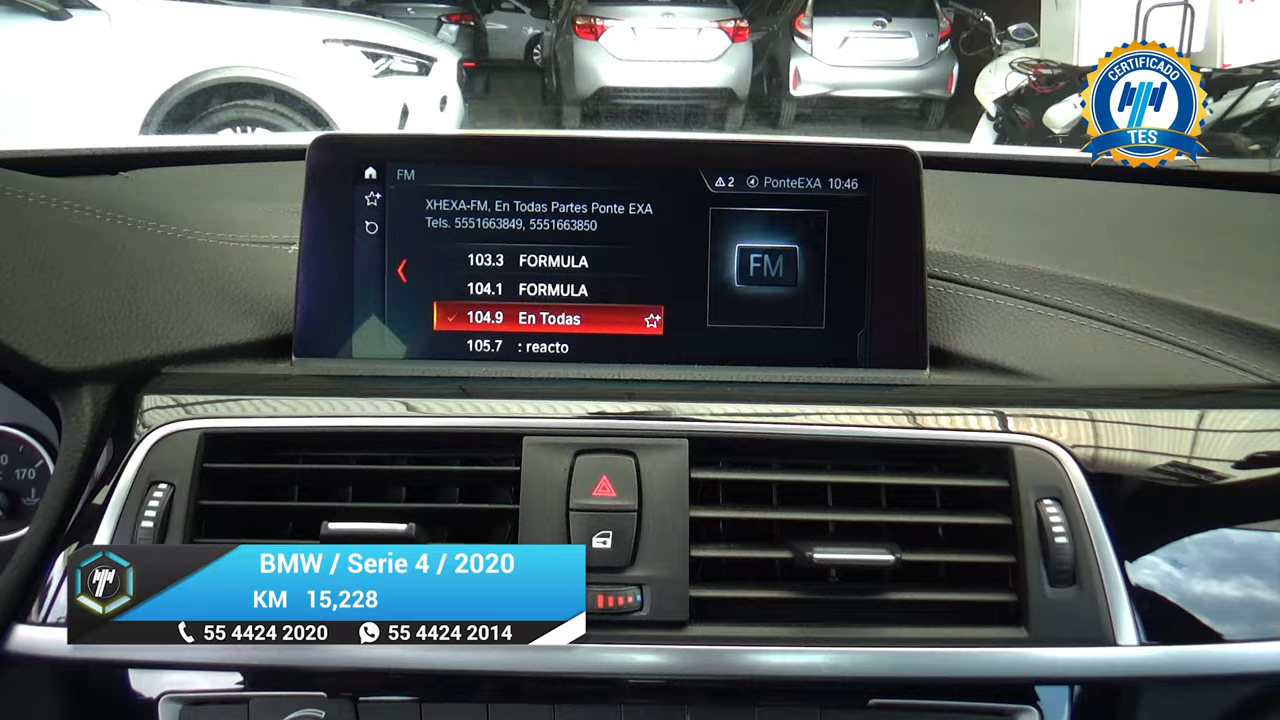 CERTIFICADO
TES
FM
2 PonteEXA 10:46
XHEXA-FM, En Todas Partes Ponte EXA
Tels. 5551663849, 5551663850
103.3 FORMULA
104.1 FORMULA
104.9 En Todas
105.7 : reacto
FM
170
BMW / Serie 4 / 2020
KM 15,228
55 4424 2020 55 4424 2014